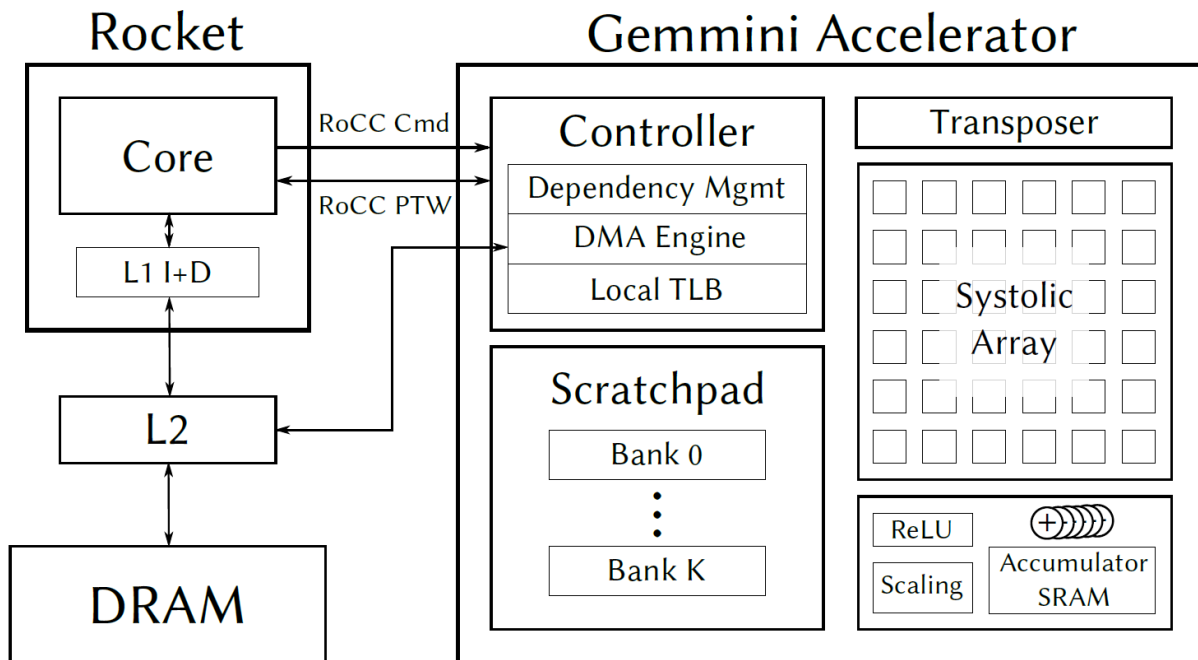 Rocket
Gemmini Accelerator
Core
RoCC Cmd
RoCC PTW
L1 I+D
L2
DRAM
Controller
Dependency Mgmt
DMA Engine
Local TLB
Scratchpad
Bank 0
Bank K
Transposer
Systolic
Array
ReLU
+
Scaling
Accumulator
SRAM